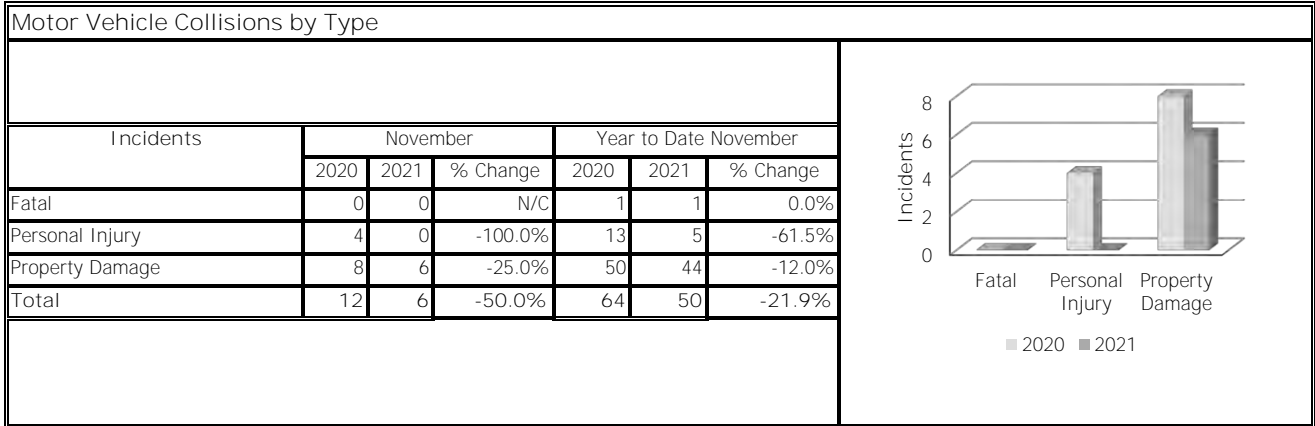 Motor Vehicle Collisions by Type
Incidents November Year to Date November
2020 2021 % Change 2020 2021 % Change
Fatal 0 0 N/C 1 1 0.0%
Personal Injury 4 0 -100.0% 13 5 -61.5%
Property Damage 8 6 -25.0% 50 44 -12.0%
Total 12 6 -50.0% 64 50 -21.9%
Incidents
8
6
4
2
0
Fatal Personal Property
Injury Damage
2020 2021